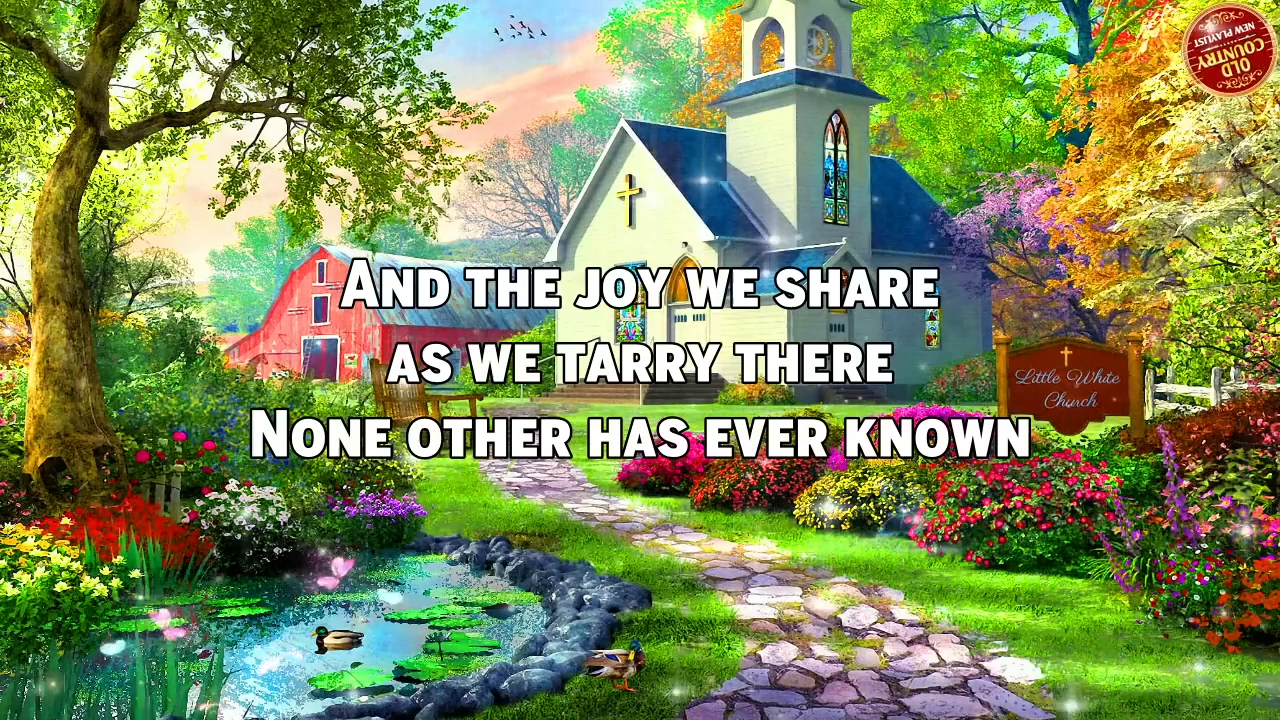 AND THE JOY WE SHARE
AS WE TARRY THERE
NONE OTHER HAS EVER KNOWN
Little White
Church
OLD
COUNTRY
NEW PLAYLIST